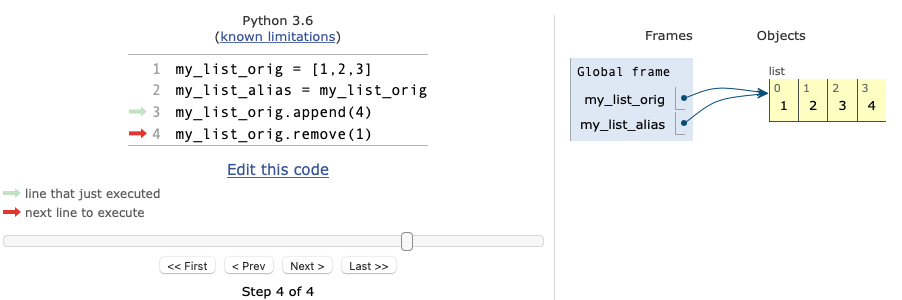 Python 3.6
(known limitations)
1 my_list_orig = [1,2,3]
2 my_list_alias = my_list_orig
3 my_list_orig.append(4)
4 my_list_orig.remove(1)
Edit this code
line that just executed
next line to execute
<< First
< Prev
Next >
Last >>
Step 4 of 4
Frames
Objects
Global frame
my_list_orig
my_list_alias
list
0 1 2 3
1 2 3 4